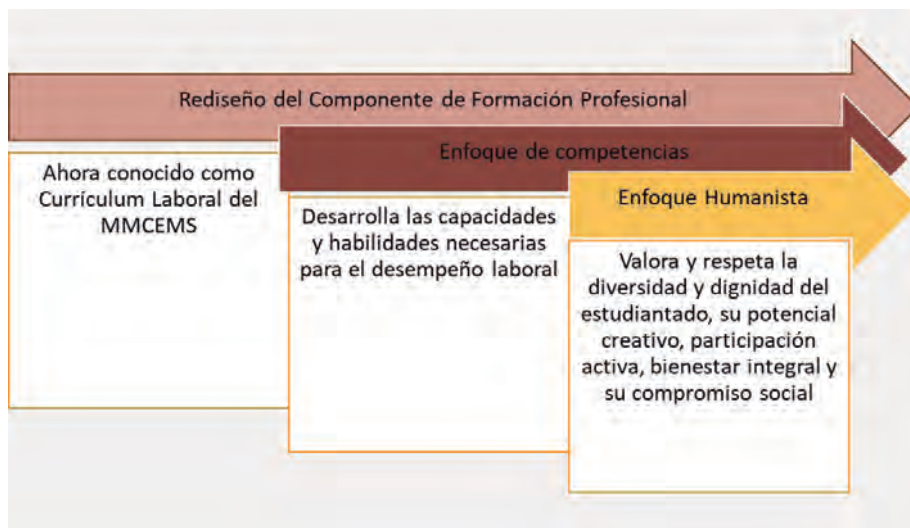 Rediseño del Componente de Formación Profesional
Ahora conocido como
Currículum Laboral del
MMCEMS
Enfoque de competencias
Desarrolla las capacidades
y habilidades necesarias
para el desempeño laboral
Enfoque Humanista
Valora y respeta la
diversidad y dignidad del
estudiantado, su potencial
creativo, participación
activa, bienestar integral y
su compromiso social